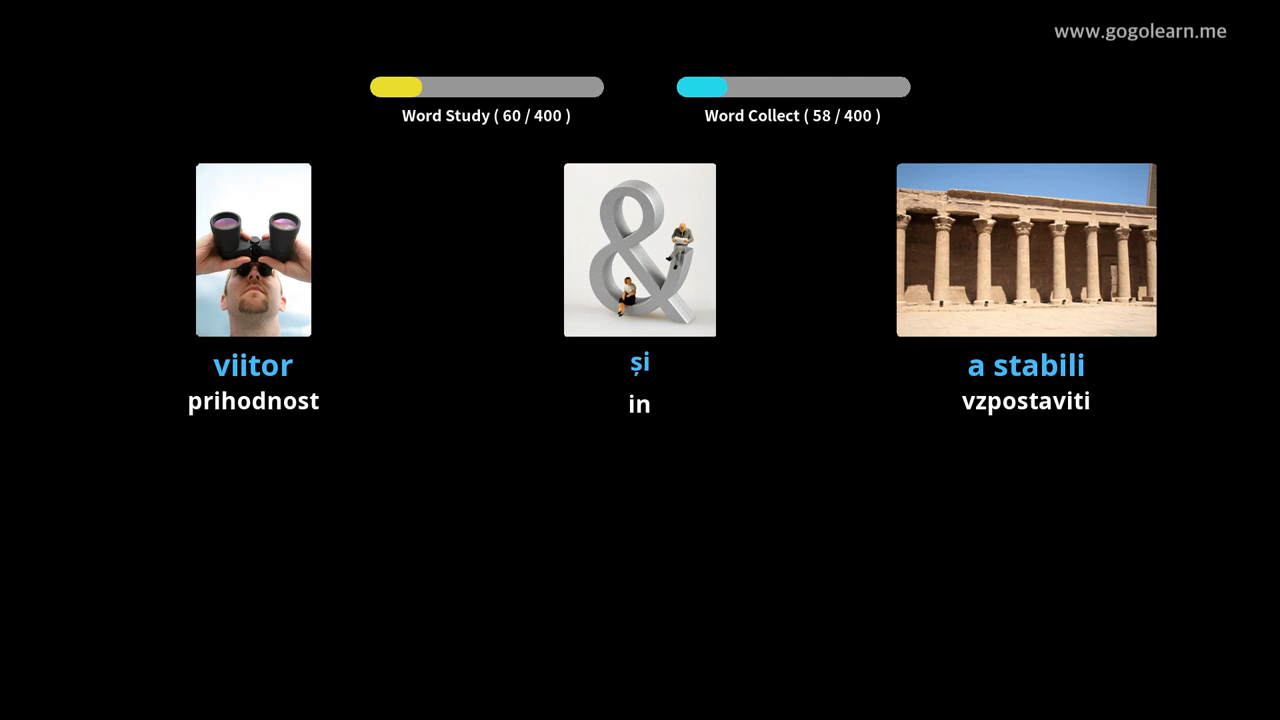 www.gogolearn.me
Word Study ( 60 / 400 )
Word Collect ( 58 / 400 )
viitor
prihodnost
și
in
a stabili
vzpostaviti